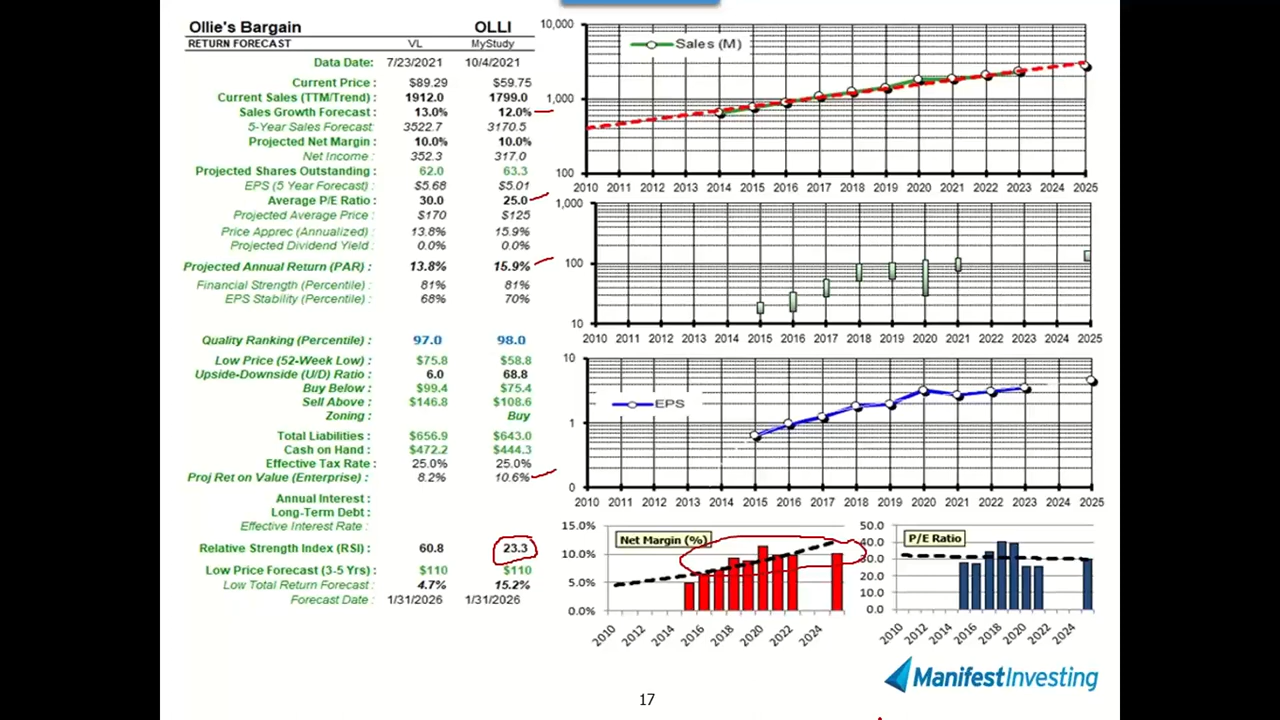 Ollie's Bargain OLLI
RETURN FORECAST VL MyStudy
Data Date: 7/23/2021 10/4/2021
Current Price: $89.29 $59.75
Current Sales (TTM/Trend): 1912.0 1799.0
Sales Growth Forecast: 13.0% 12.0%
5-Year Sales Forecast: 3522.7 3170.5
Projected Net Margin: 10.0% 10.0%
Net Income : 352.3 317.0
Projected Shares Outstanding : 62.0 63.3
EPS (5 Year Forecast) : $5.68 $5.01
Average P/E Ratio : 30.0 25.0
Projected Average Price : $170 $125
Price Apprec (Annualized) : 13.8% 15.9%
Projected Dividend Yield : 0.0% 0.0%
Projected Annual Return (PAR) : 13.8% 15.9%
Financial Strength (Percentile) : 81% 81%
EPS Stability (Percentile) : 68% 70%
Quality Ranking (Percentile) : 97.0 98.0
Low Price (52-Week Low) : $75.8 $58.8
Upside-Downside (U/D) Ratio : 6.0 68.8
Buy Below : $99.4 $75.4
Sell Above : $146.8 $108.6
Zoning: Buy
Total Liabilities : $656.9 $643.0
Cash on Hand : $472.2 $444.3
Effective Tax Rate : 25.0% 25.0%
Proj Ret on Value (Enterprise) : 8.2% 10.6%
Annual Interest :
Long-Term Debt :
Effective Interest Rate :
Relative Strength Index (RSI) : 60.8 23.3
Low Price Forecast (3-5 Yrs) : $110 $110
Low Total Return Forecast : 4.7% 15.2%
Forecast Date : 1/31/2026 1/31/2026
10,000
Sales (M)
1,000
100
2010 2011 2012 2013 2014 2015 2016 2017 2018 2019 2020 2021 2022 2023 2024 2025
1,000
100
10
2010 2011 2012 2013 2014 2015 2016 2017 2018 2019 2020 2021 2022 2023 2024 2025
10
EPS
1
0
2010 2011 2012 2013 2014 2015 2016 2017 2018 2019 2020 2021 2022 2023 2024 2025
15.0%
Net Margin (%)
10.0%
5.0%
0.0%
2010 2012 2014 2016 2018 2020 2022 2024
50.0
P/E Ratio
40.0
30.0
20.0
10.0
0.0
2010 2012 2014 2016 2018 2020 2022 2024
ManifestInvesting
17